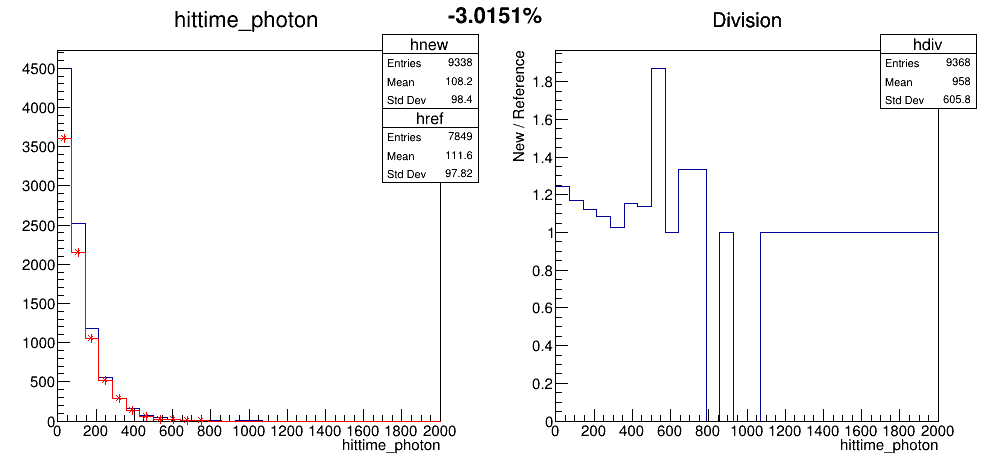 -3.0151%
hittime_photon
hnew
Entries 9338
Mean 108.2
Std Dev 98.4
href
Entries 7849
Mean 111.6
Std Dev 97.82
4500
4000
3500
3000
2500
2000
1500
1000
500
0
0 200 400 600 800 1000 1200 1400 1600 1800 2000
hittime_photon
Division
hdiv
Entries 9368
Mean 958
Std Dev 605.8
New / Reference
1.8
1.6
1.4
1.2
1
0.8
0.6
0.4
0.2
0
0 200 400 600 800 1000 1200 1400 1600 1800 2000
hittime_photon